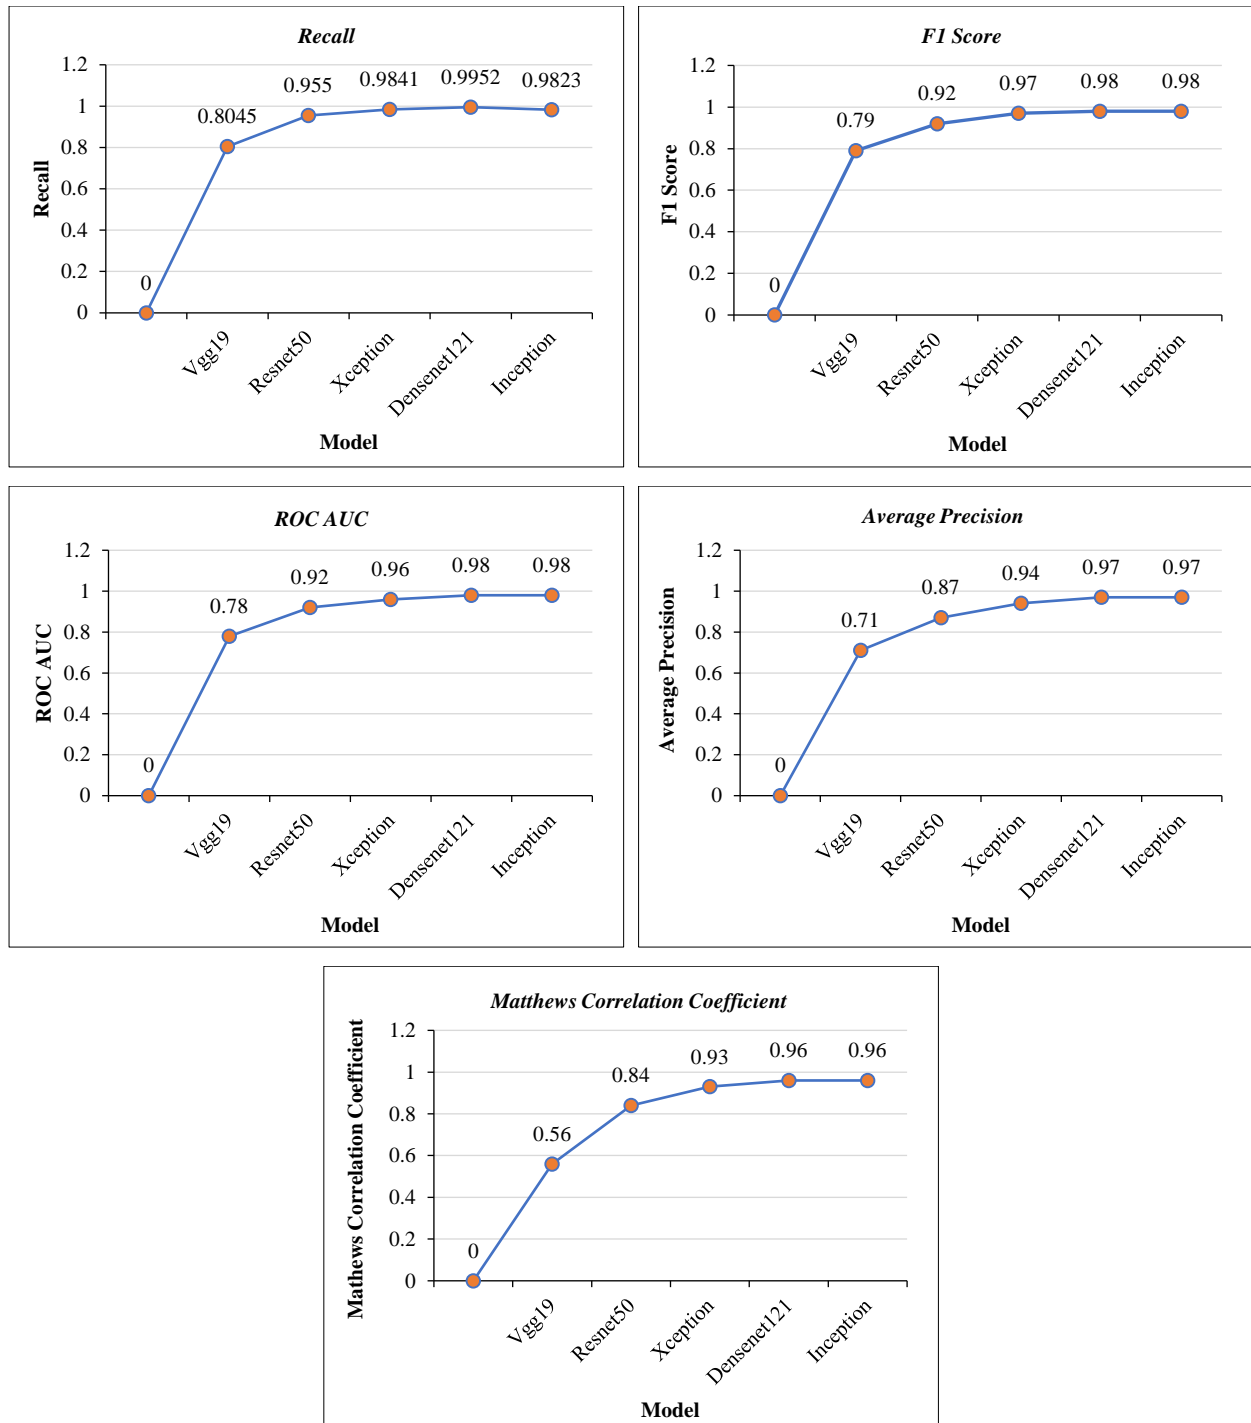 Recall
1.2
1
0.8
0.6
0.4
0.2
0
Recall
0
0.8045
0.955
0.9841
0.9952
0.9823
Vgg19
Resnet50
Xception
Densenet121
Inception
Model
F1 Score
1.2
1
0.8
0.6
0.4
0.2
0
F1 Score
0
0.79
0.92
0.97
0.98
0.98
Vgg19
Resnet50
Xception
Densenet121
Inception
Model
ROC AUC
1.2
1
0.8
0.6
0.4
0.2
0
ROC AUC
0
0.78
0.92
0.96
0.98
0.98
Vgg19
Resnet50
Xception
Densenet121
Inception
Model
Average Precision
1.2
1
0.8
0.6
0.4
0.2
0
Average Precision
0
0.71
0.87
0.94
0.97
0.97
Vgg19
Resnet50
Xception
Densenet121
Inception
Model
Matthews Correlation Coefficient
1.2
1
0.8
0.6
0.4
0.2
0
Mathews Correlation Coefficient
0
0.56
0.84
0.93
0.96
0.96
Vgg19
Resnet50
Xception
Densenet121
Inception
Model